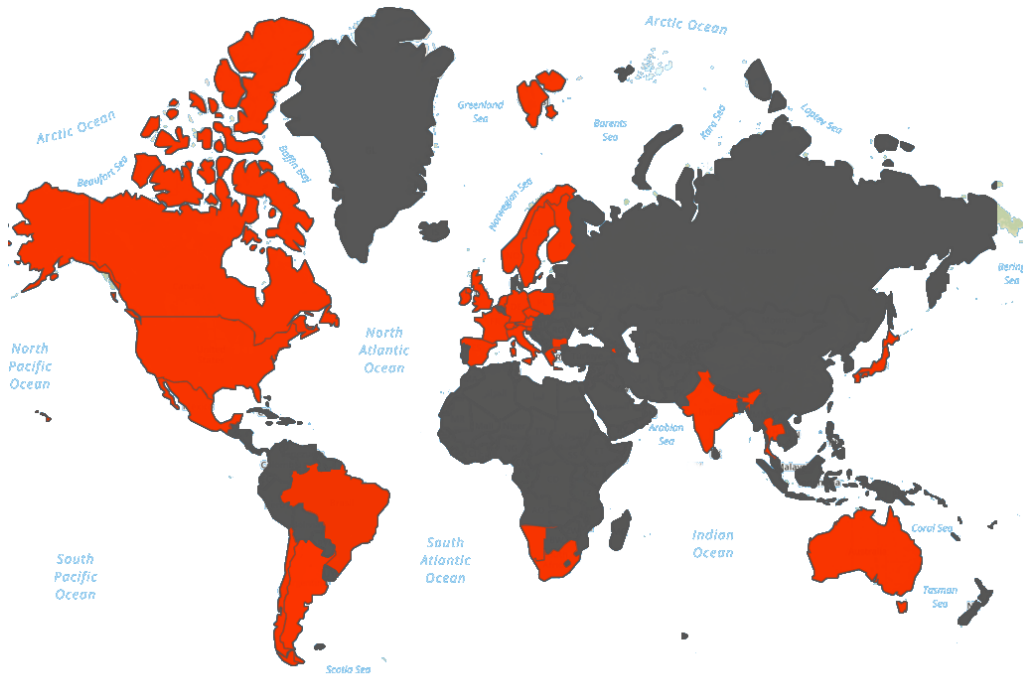 Arctic Ocean
Arctic Ocean
Greenland
Sea
Barents
Sea
Kara Sea
Laptev Sea
Beaufort Sea
Baffin Bay
Norwegian Sea
Bering
Sea
North
Pacific
Ocean
North
Atlantic
Ocean
Arabian
Sea
South
Pacific
Ocean
South
Atlantic
Ocean
Indian
Ocean
Coral Sea
Tasman
Sea
Scotia Sea